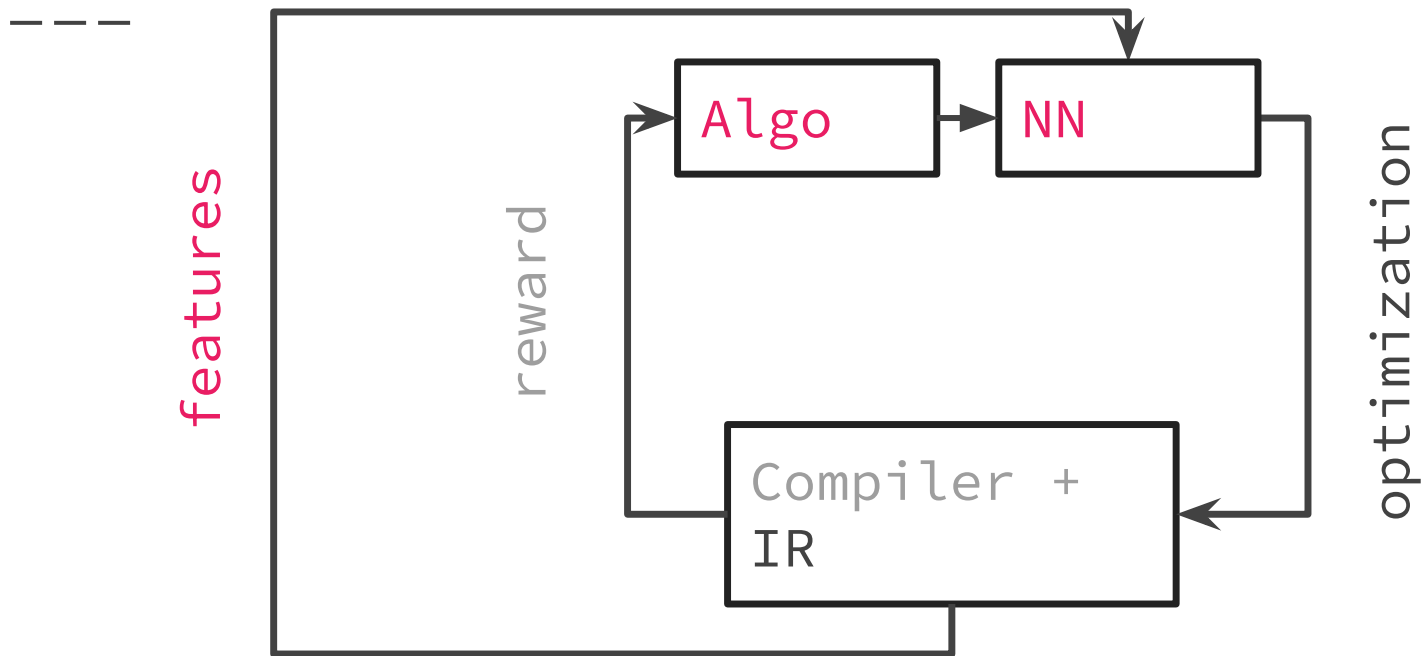 Algo
NN
features
reward
optimization
Compiler +
IR